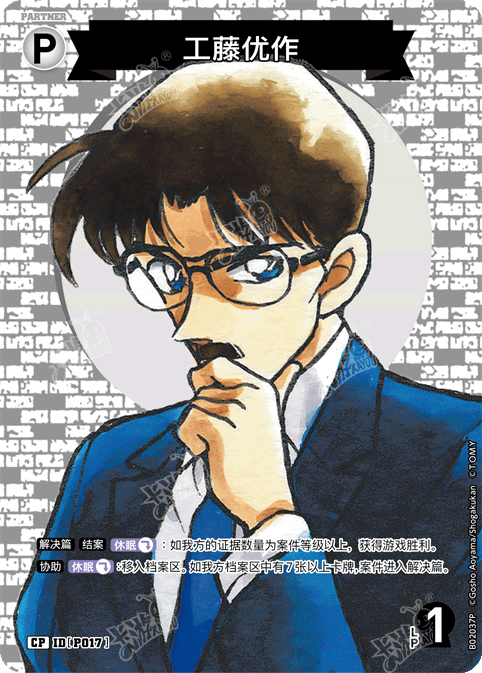 PARTNER
P
工藤优作
解决篇 结案 休眠 ：如我方的证据数量为案件等级以上，获得游戏胜利。
协助 休眠 ：移入档案区。如我方档案区中有7张以上卡牌，案件进入解决篇。
CP ID[P017]
LP 1
B02037P ©Gosho Aoyama/Shogakukan ©TOMY